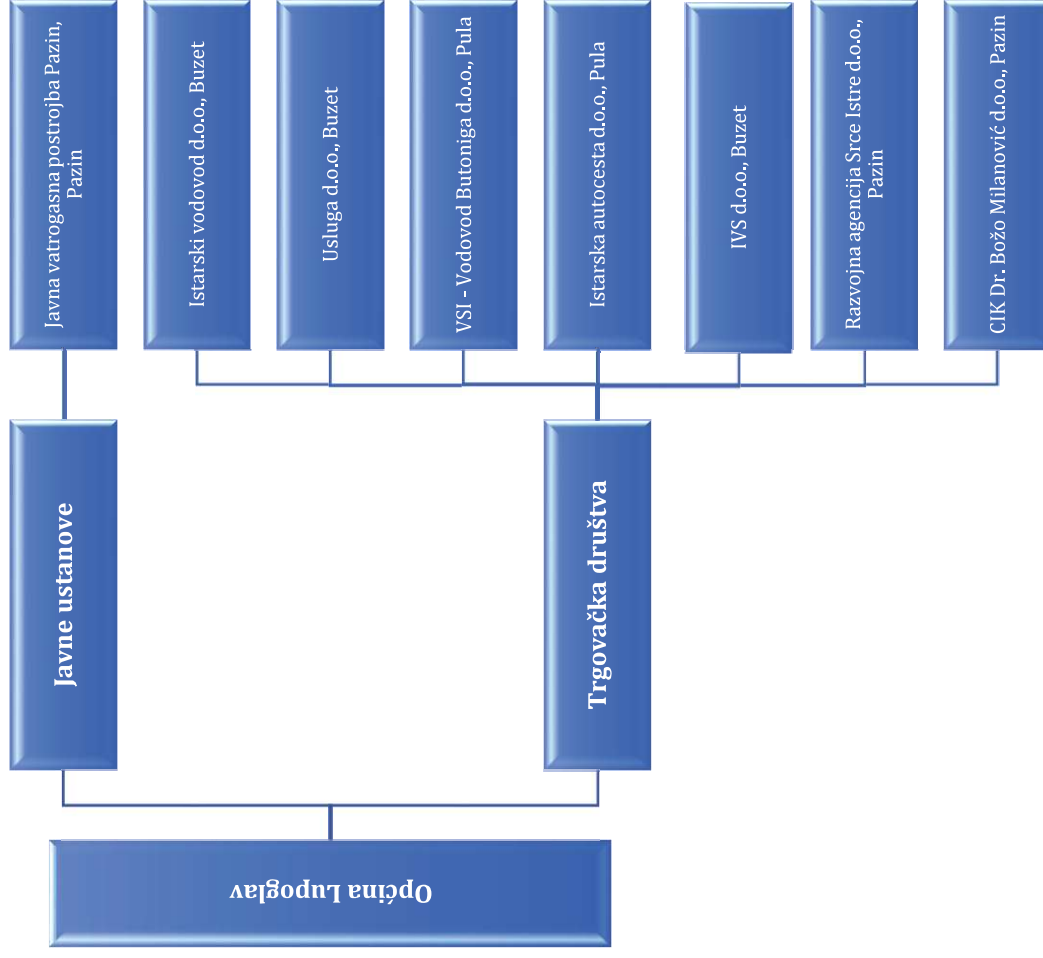 Općina Lupoglav
Javne ustanove
Javna vatrogasna postrojba Pazin,
Pazin
Trgovačka društva
Istarski vodovod d.o.o., Buzet
Usluga d.o.o., Buzet
VSI - Vodovod Butoniga d.o.o., Pula
Istarska autocesta d.o.o., Pula
IVS d.o.o., Buzet
Razvojna agencija Srce Istre d.o.o.,
Pazin
CIK Dr. Božo Milanović d.o.o., Pazin